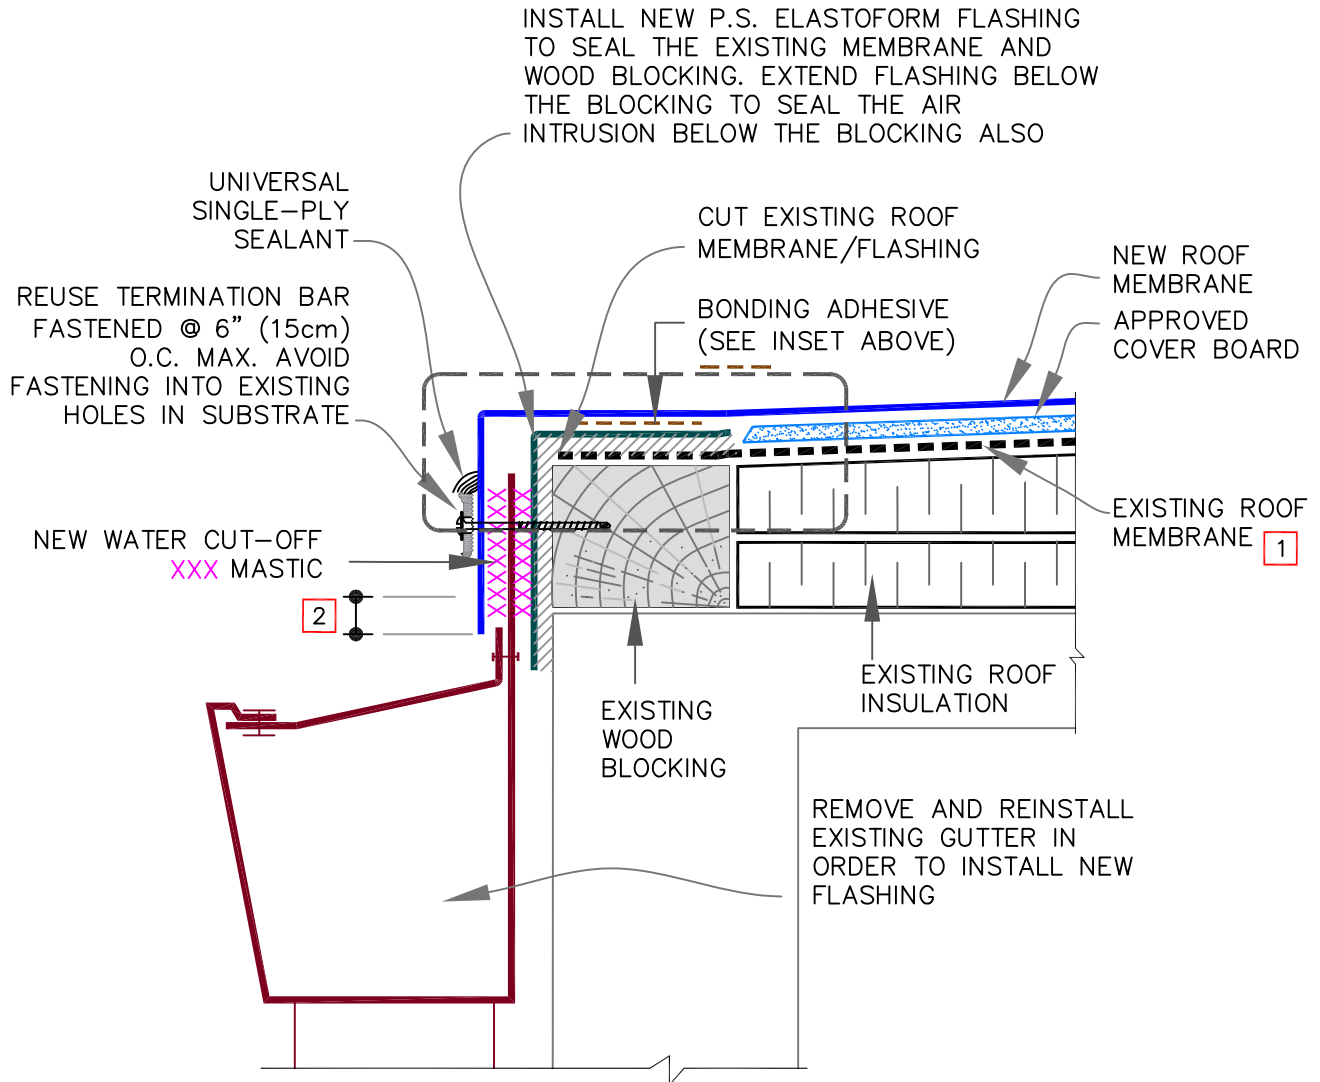 INSTALL NEW P.S. ELASTOFORM FLASHING
TO SEAL THE EXISTING MEMBRANE AND
WOOD BLOCKING. EXTEND FLASHING BELOW
THE BLOCKING TO SEAL THE AIR
INTRUSION BELOW THE BLOCKING ALSO
UNIVERSAL
SINGLE-PLY
SEALANT
CUT EXISTING ROOF
MEMBRANE/FLASHING
NEW ROOF
MEMBRANE
REUSE TERMINATION BAR
FASTENED @ 6" (15cm)
O.C. MAX. AVOID
FASTENING INTO EXISTING
HOLES IN SUBSTRATE
BONDING ADHESIVE
(SEE INSET ABOVE)
APPROVED
COVER BOARD
NEW WATER CUT-OFF
XXX MASTIC
EXISTING ROOF
MEMBRANE 1
2
EXISTING ROOF
INSULATION
EXISTING
WOOD
BLOCKING
REMOVE AND REINSTALL
EXISTING GUTTER IN
ORDER TO INSTALL NEW
FLASHING